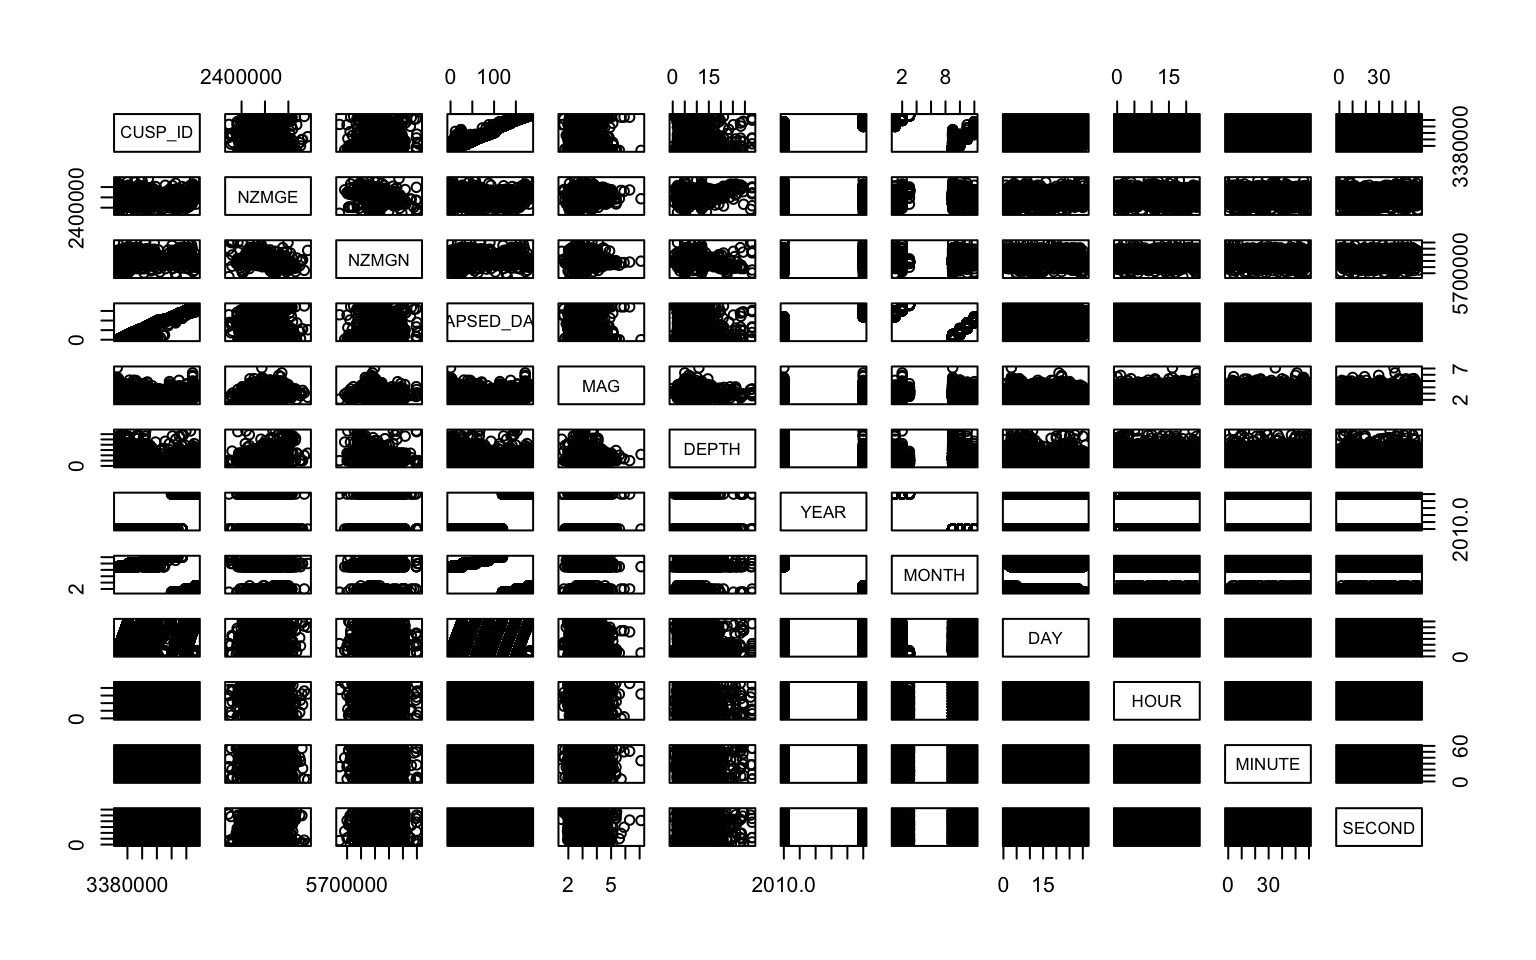 2400000 0 100 0 15 2 8 0 15 0 30
CUSP_ID 3380000
2400000 NZMGE
NZMGN 5700000
0 APSED_DA
MAG 2 7
0 DEPTH
YEAR 2010.0
2 MONTH
DAY 0
0 HOUR
MINUTE 0 60
0 SECOND
3380000 5700000 2 5 2010.0 0 15 0 30